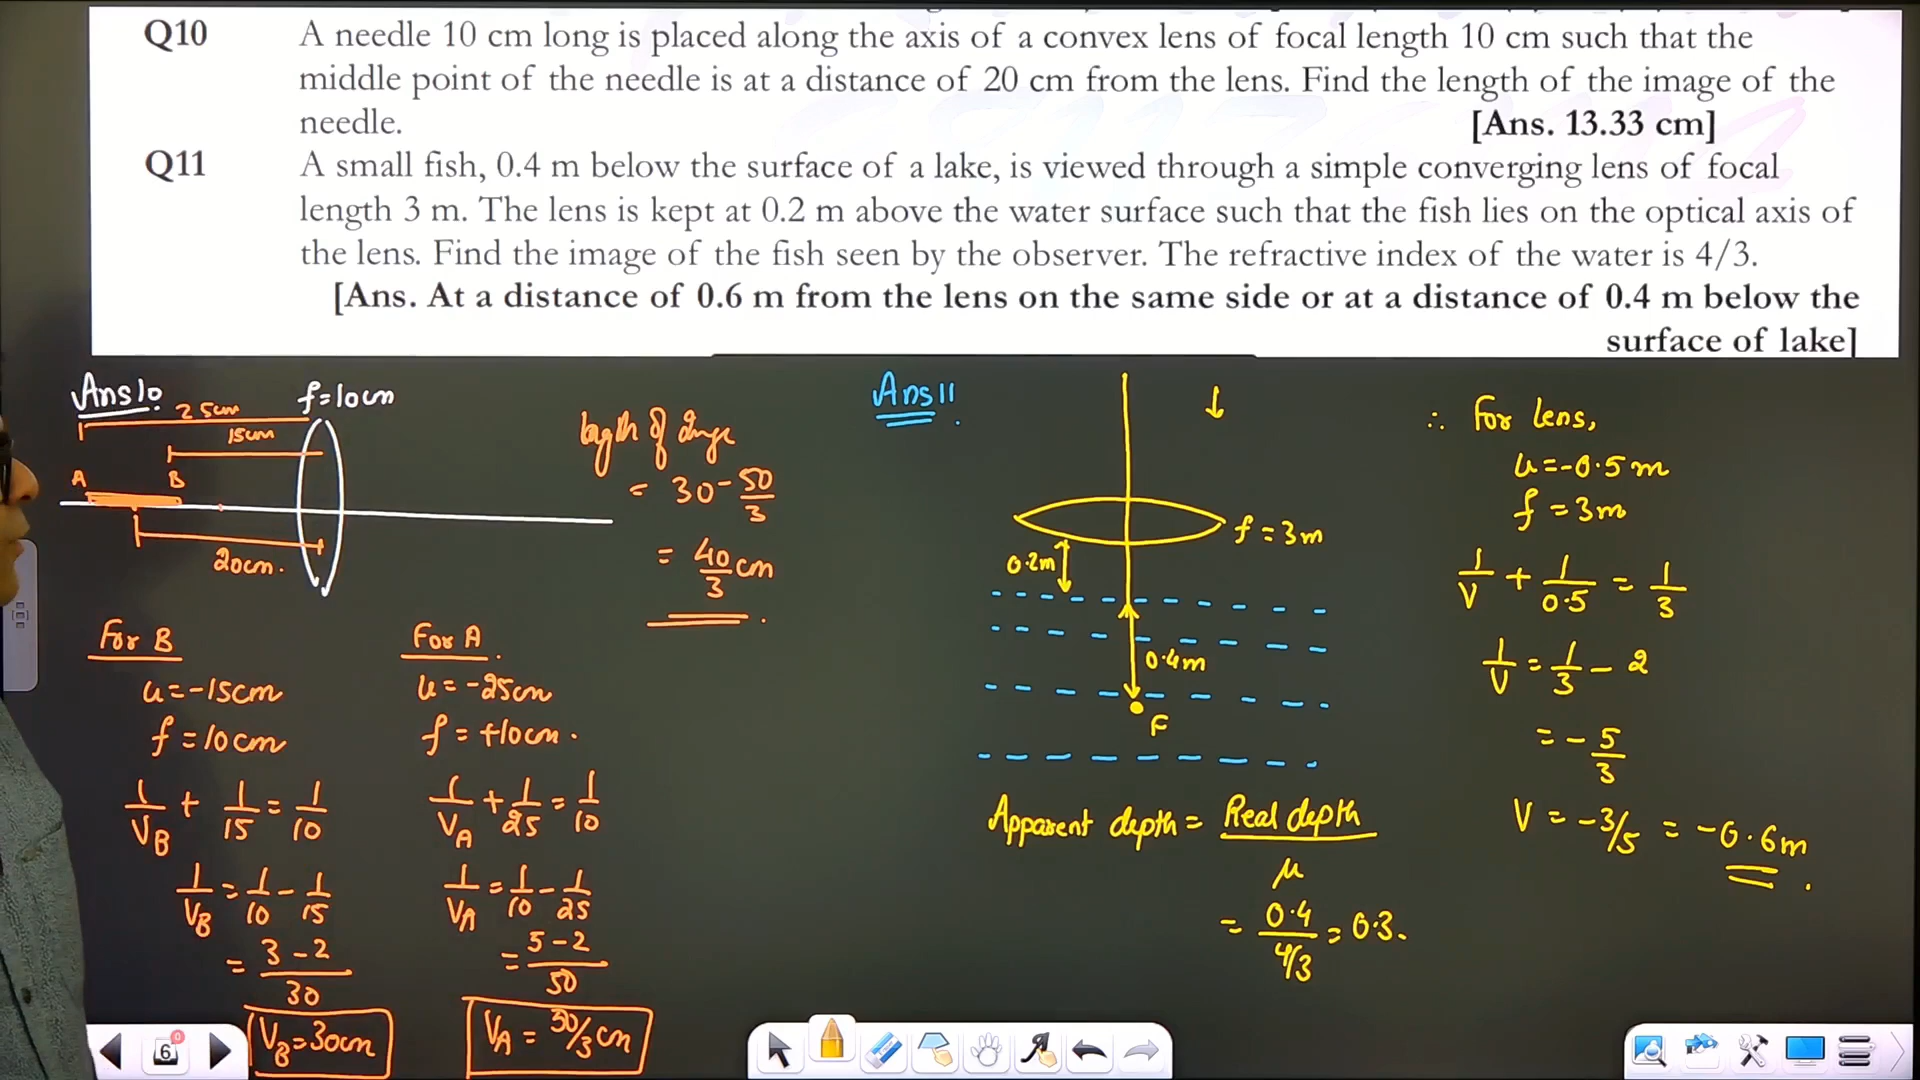 Q10 A needle 10 cm long is placed along the axis of a convex lens of focal length 10 cm such that the
middle point of the needle is at a distance of 20 cm from the lens. Find the length of the image of the
needle. [Ans. 13.33 cm]
Q11 A small fish, 0.4 m below the surface of a lake, is viewed through a simple converging lens of focal
length 3 m. The lens is kept at 0.2 m above the water surface such that the fish lies on the optical axis of
the lens. Find the image of the fish seen by the observer. The refractive index of the water is 4/3.
[Ans. At a distance of 0.6 m from the lens on the same side or at a distance of 0.4 m below the
surface of lake]
Ans10
f=10cm
25cm
15cm
A B
20cm.
length of
= 30-50/3
= 40/3 cm
For B
u=-15cm
f=10cm
1/VB + 1/15 = 1/10
1/VB = 1/10 - 1/15
= 3-2/30
VB=30cm
For A.
u=-25cm
f=+10cm.
1/VA + 1/25 = 1/10
1/VA = 1/10 - 1/25
= 5-2/50
VA = 50/3 cm
Ans11.
f=3m
0.2m
0.4m
F
Apparent depth = Real depth/μ
= 0.4/4/3 = 0.3.
∴ For lens,
u=-0.5m
f=3m
1/V + 1/0.5 = 1/3
1/V = 1/3 - 2
= -5/3
V = -3/5 = -0.6m.
6
0